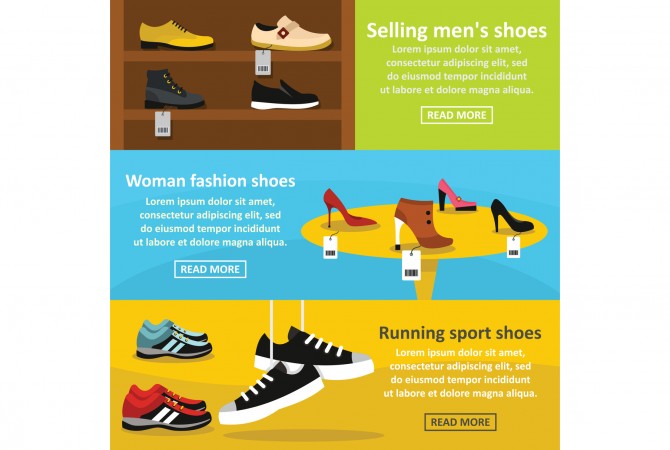 Selling men's shoes
Lorem ipsum dolor sit amet,
consectetur adipiscing elit, sed
do eiusmod tempor incididunt
ut labore et dolore magna aliqua.
READ MORE
Woman fashion shoes
Lorem ipsum dolor sit amet,
consectetur adipiscing elit, sed
do eiusmod tempor incididunt
ut labore et dolore magna aliqua.
READ MORE
Running sport shoes
Lorem ipsum dolor sit amet,
consectetur adipiscing elit, sed
do eiusmod tempor incididunt
ut labore et dolore magna aliqua.
READ MORE